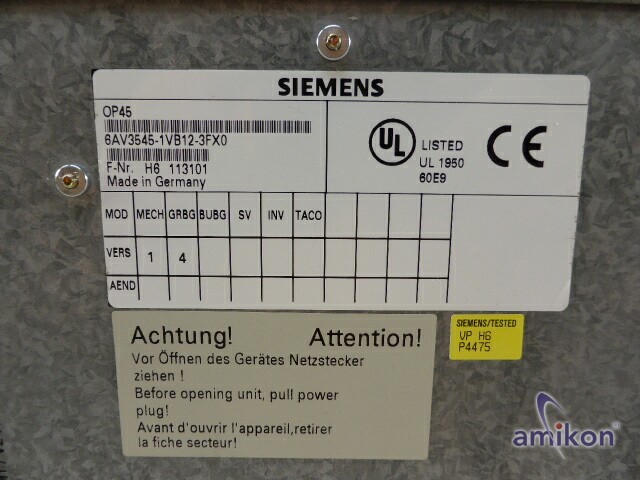 SIEMENS
OP45
6AV3545-1VB12-3FX0
F-Nr. H6 113101
Made in Germany
UL LISTED
UL 1950
60E9
CE
MOD MECH GRBG BUBG SV INV TACO
VERS 1 4
AEND
Achtung! Attention!
Vor Öffnen des Gerätes Netzstecker
ziehen !
Before opening unit, pull power
plug!
Avant d'ouvrir l'appareil,retirer
la fiche secteur!
SIEMENS/TESTED
VP H6
P4475
amikon